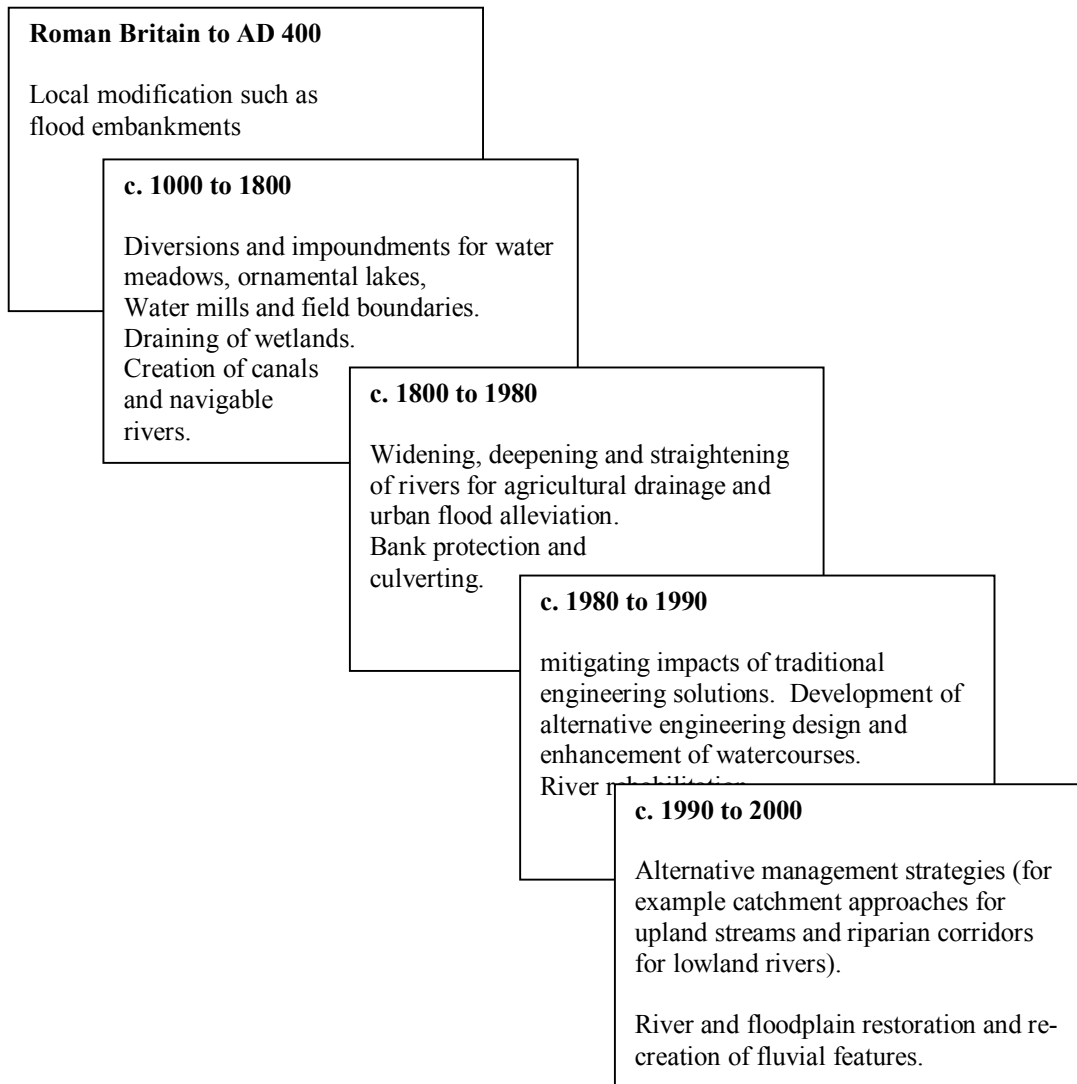 Roman Britain to AD 400
Local modification such as
flood embankments
c. 1000 to 1800
Diversions and impoundments for water
meadows, ornamental lakes,
Water mills and field boundaries.
Draining of wetlands.
Creation of canals
and navigable
rivers.
c. 1800 to 1980
Widening, deepening and straightening
of rivers for agricultural drainage and
urban flood alleviation.
Bank protection and
culverting.
c. 1980 to 1990
mitigating impacts of traditional
engineering solutions. Development of
alternative engineering design and
enhancement of watercourses.
River rehabilitation
c. 1990 to 2000
Alternative management strategies (for
example catchment approaches for
upland streams and riparian corridors
for lowland rivers).
River and floodplain restoration and re-
creation of fluvial features.